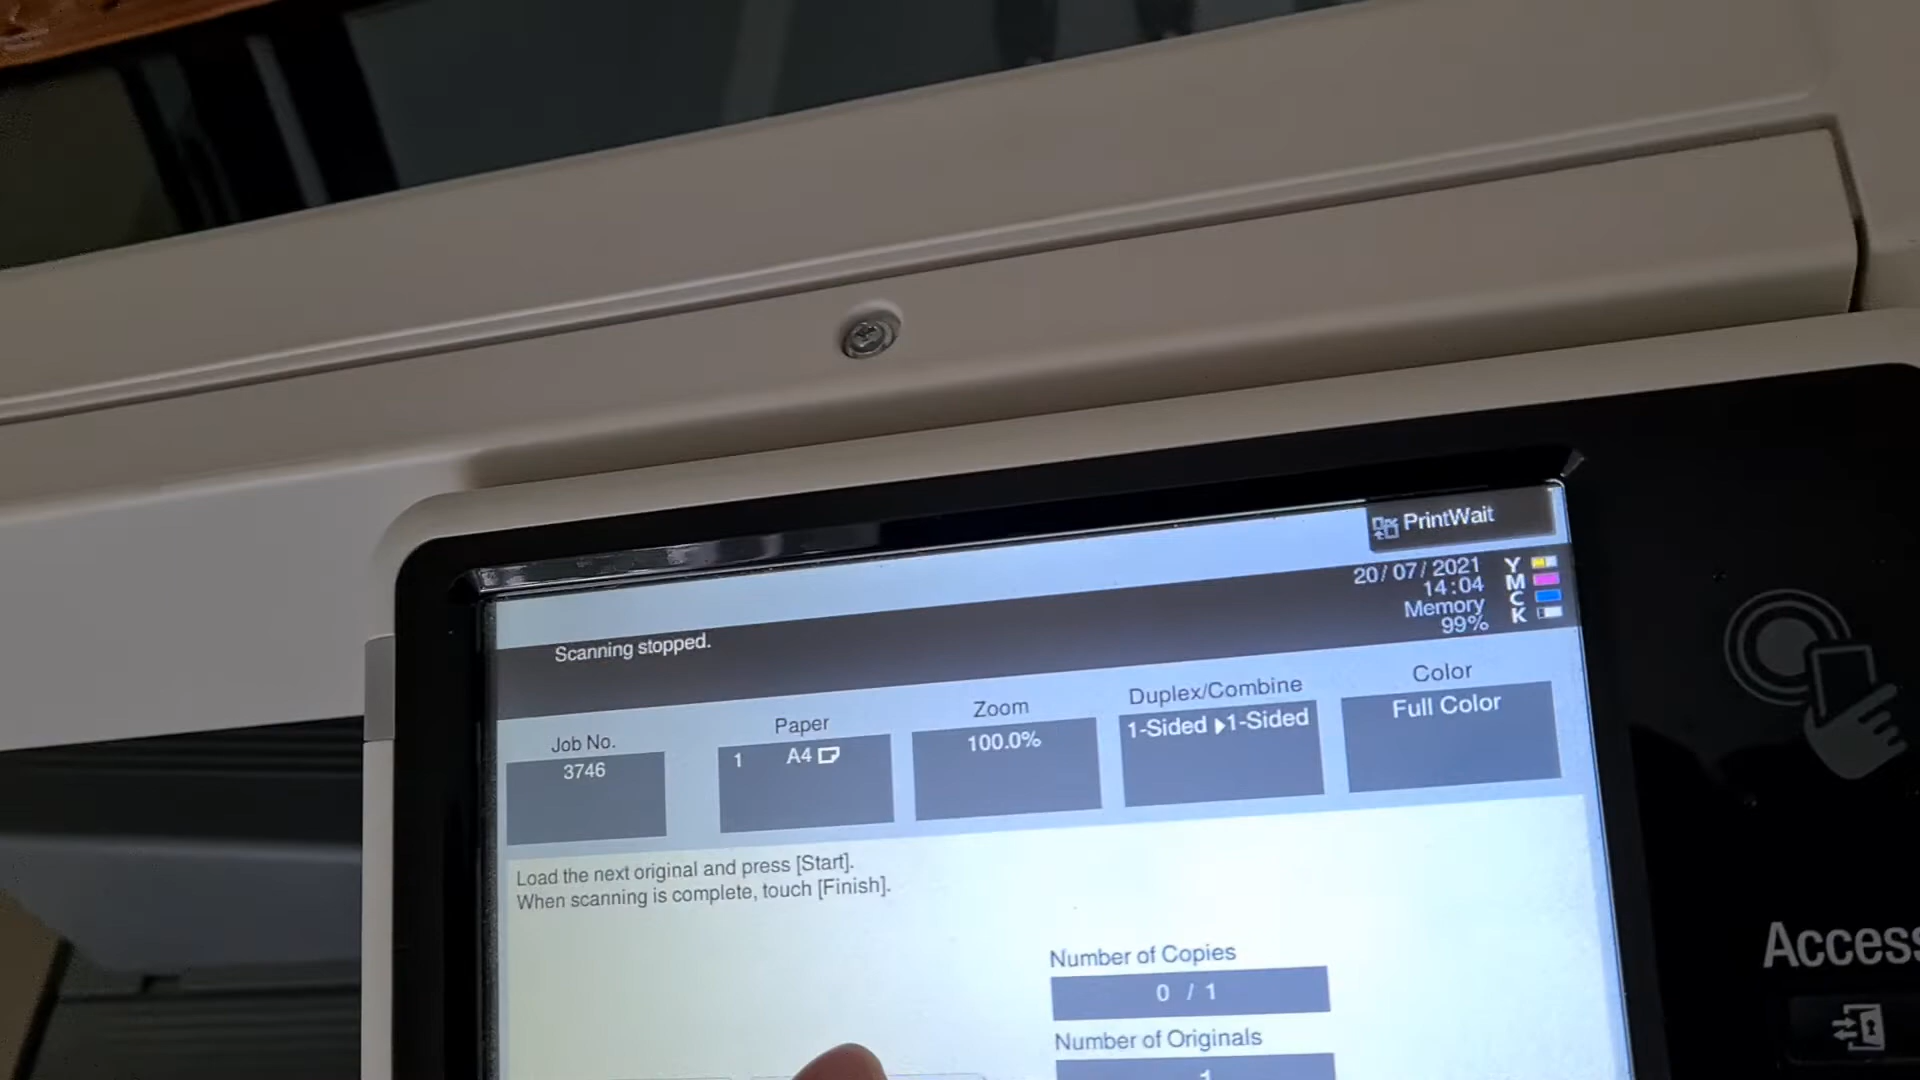 PrintWait
20/07/2021
14:04
Memory
99%
Y
M
C
K
Scanning stopped.
Job No.
3746
Paper
1 A4
Zoom
100.0%
Duplex/Combine
1-Sided ▶1-Sided
Color
Full Color
Load the next original and press [Start].
When scanning is complete, touch [Finish].
Number of Copies
0 / 1
Number of Originals
1
Access